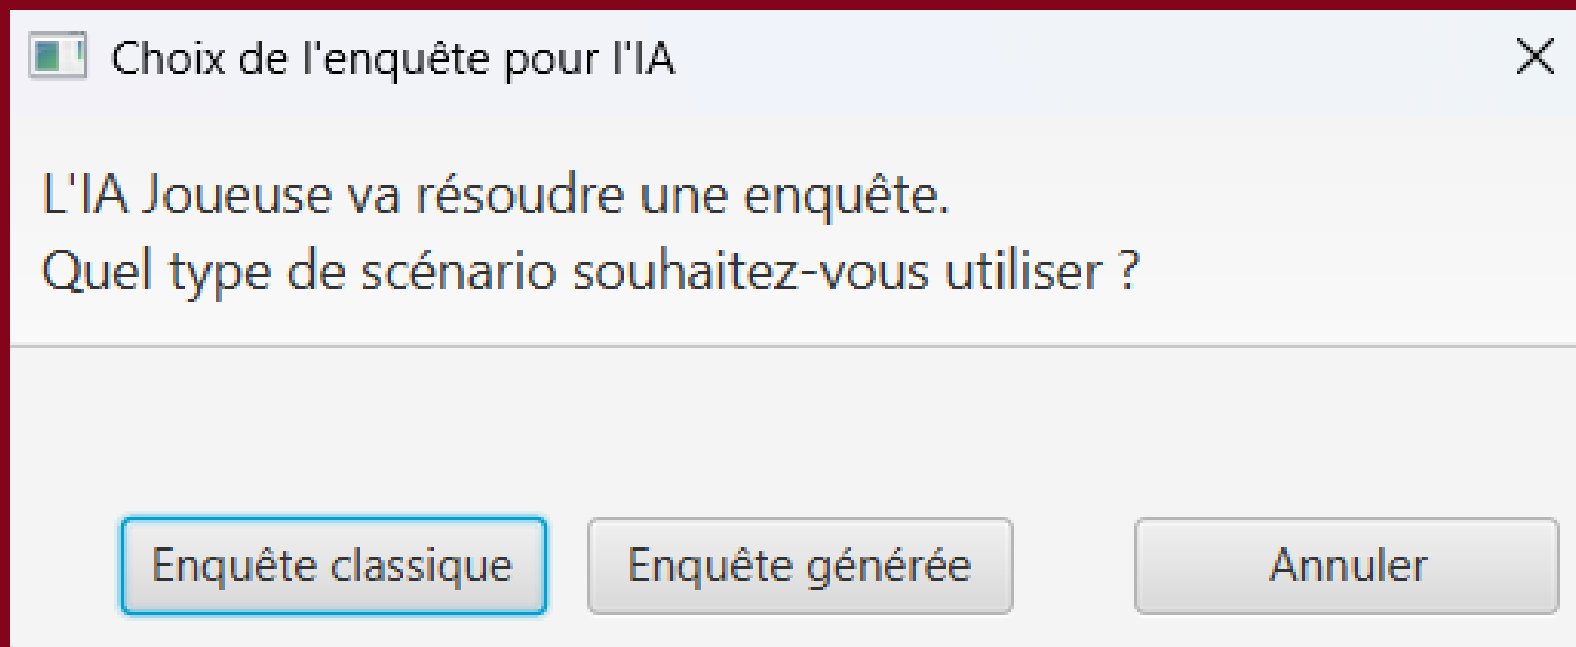 Choix de l'enquête pour l'IA
L'IA Joueuse va résoudre une enquête.
Quel type de scénario souhaitez-vous utiliser ?
Enquête classique
Enquête générée
Annuler